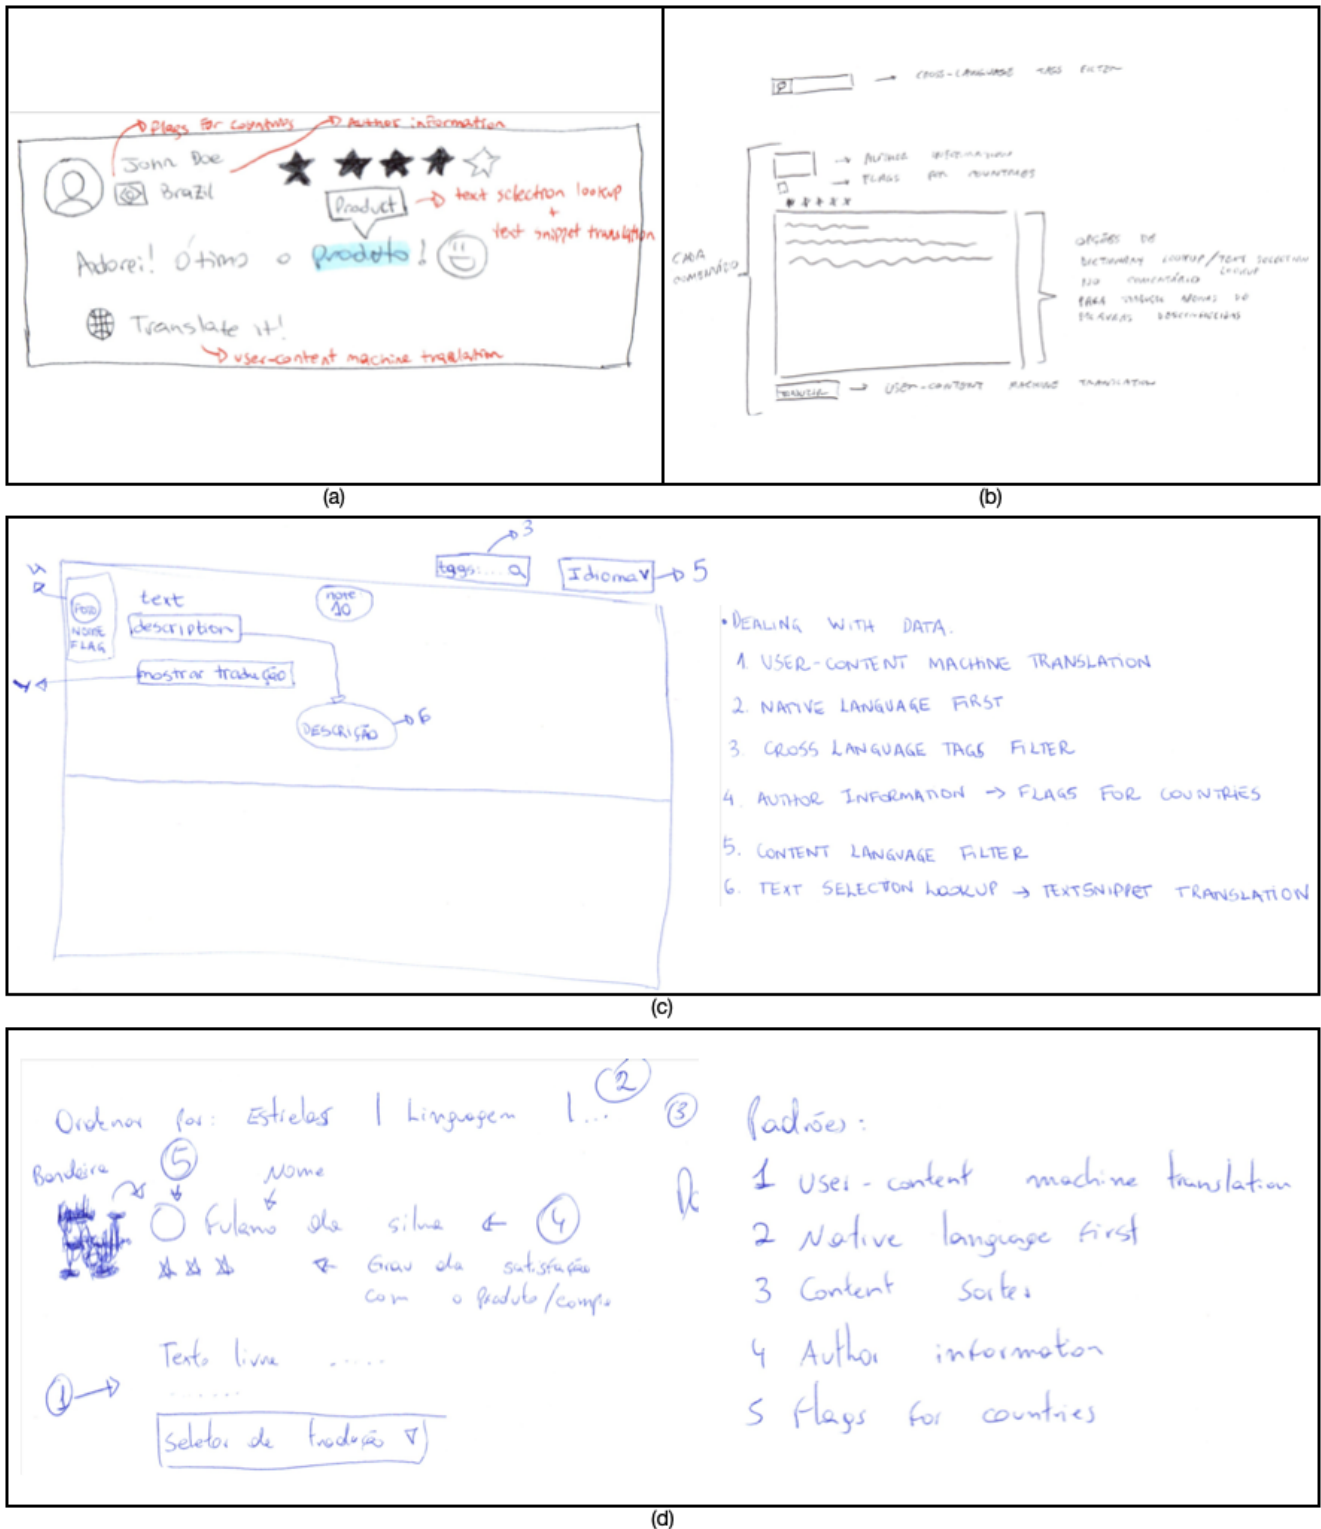 Flags for countries
Author information
John Doe
Brazil
Product
text selection lookup
+
text snippet translation
Adorei! Ótimo o produto!
Translate it!
user-content machine translation
(a)
CROSS-LANGUAGE TAGS FILTER
AUTHOR INFORMATION
FLAGS FOR COUNTRIES
CADA
COMENTÁRIO
OPÇÕES DE
DICTIONARY LOOKUP/TEXT SELECTION
LOOKUP
NO COMENTÁRIO
PARA
PALAVRAS DESCONHECIDAS
USER-CONTENT MACHINE TRANSLATION
(b)
3
tags:....
Idioma
5
FOTO
NOME
FLAG
text
note
10
description
mostrar tradução
DESCRIÇÃO
6
• DEALING WITH DATA.
1. USER-CONTENT MACHINE TRANSLATION
2. NATIVE LANGUAGE FIRST
3. CROSS LANGUAGE TAGS FILTER
4. AUTHOR INFORMATION → FLAGS FOR COUNTRIES
5. CONTENT LANGUAGE FILTER
6. TEXT SELECTION LOOKUP → TEXTSNIPPET TRANSLATION
(c)
2
Ordenar por: Estrelas | Linguagem |...
3
Bandeira
5
Nome
Fulano da silva ← 4
Grau da satisfação
com o produto/compra
Texto livre .....
1
Seletor de tradução
Padrões:
1 User-content machine translation
2 Native language first
3 Content sorter
4 Author information
5 Flags for countries
(d)